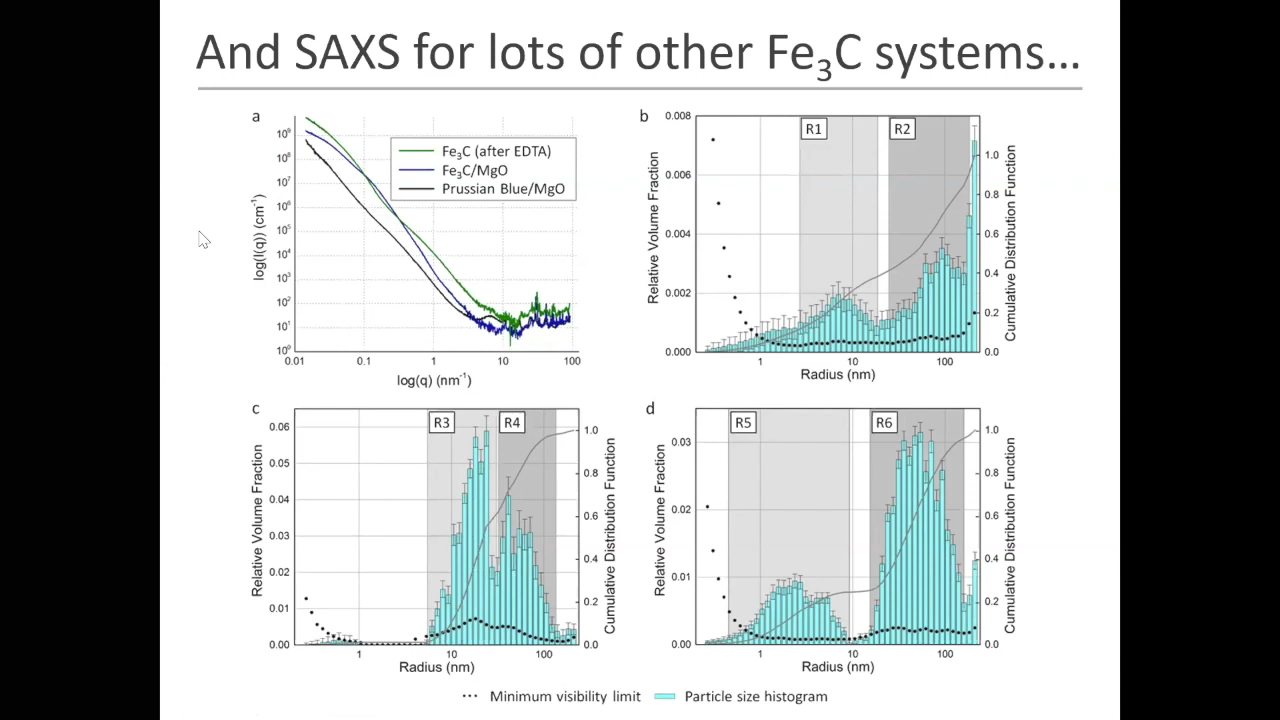 And SAXS for lots of other Fe₃C systems...
a
10⁹
10⁸
10⁷
10⁶
10⁵
10⁴
10³
10²
10¹
10⁰
log(I(q)) (cm⁻¹)
Fe₃C (after EDTA)
Fe₃C/MgO
Prussian Blue/MgO
0.01 0.1 1 10 100
log(q) (nm⁻¹)
b
0.008
0.006
0.004
0.002
0.000
Relative Volume Fraction
R1 R2
1.0
0.8
0.6
0.4
0.2
0.0
Cumulative Distribution Function
1 10 100
Radius (nm)
c
0.06
0.05
0.04
0.03
0.02
0.01
0.00
Relative Volume Fraction
R3 R4
1.0
0.8
0.6
0.4
0.2
0.0
Cumulative Distribution Function
1 10 100
Radius (nm)
d
0.03
0.02
0.01
0.00
Relative Volume Fraction
R5 R6
1.0
0.8
0.6
0.4
0.2
0.0
Cumulative Distribution Function
1 10 100
Radius (nm)
Minimum visibility limit Particle size histogram